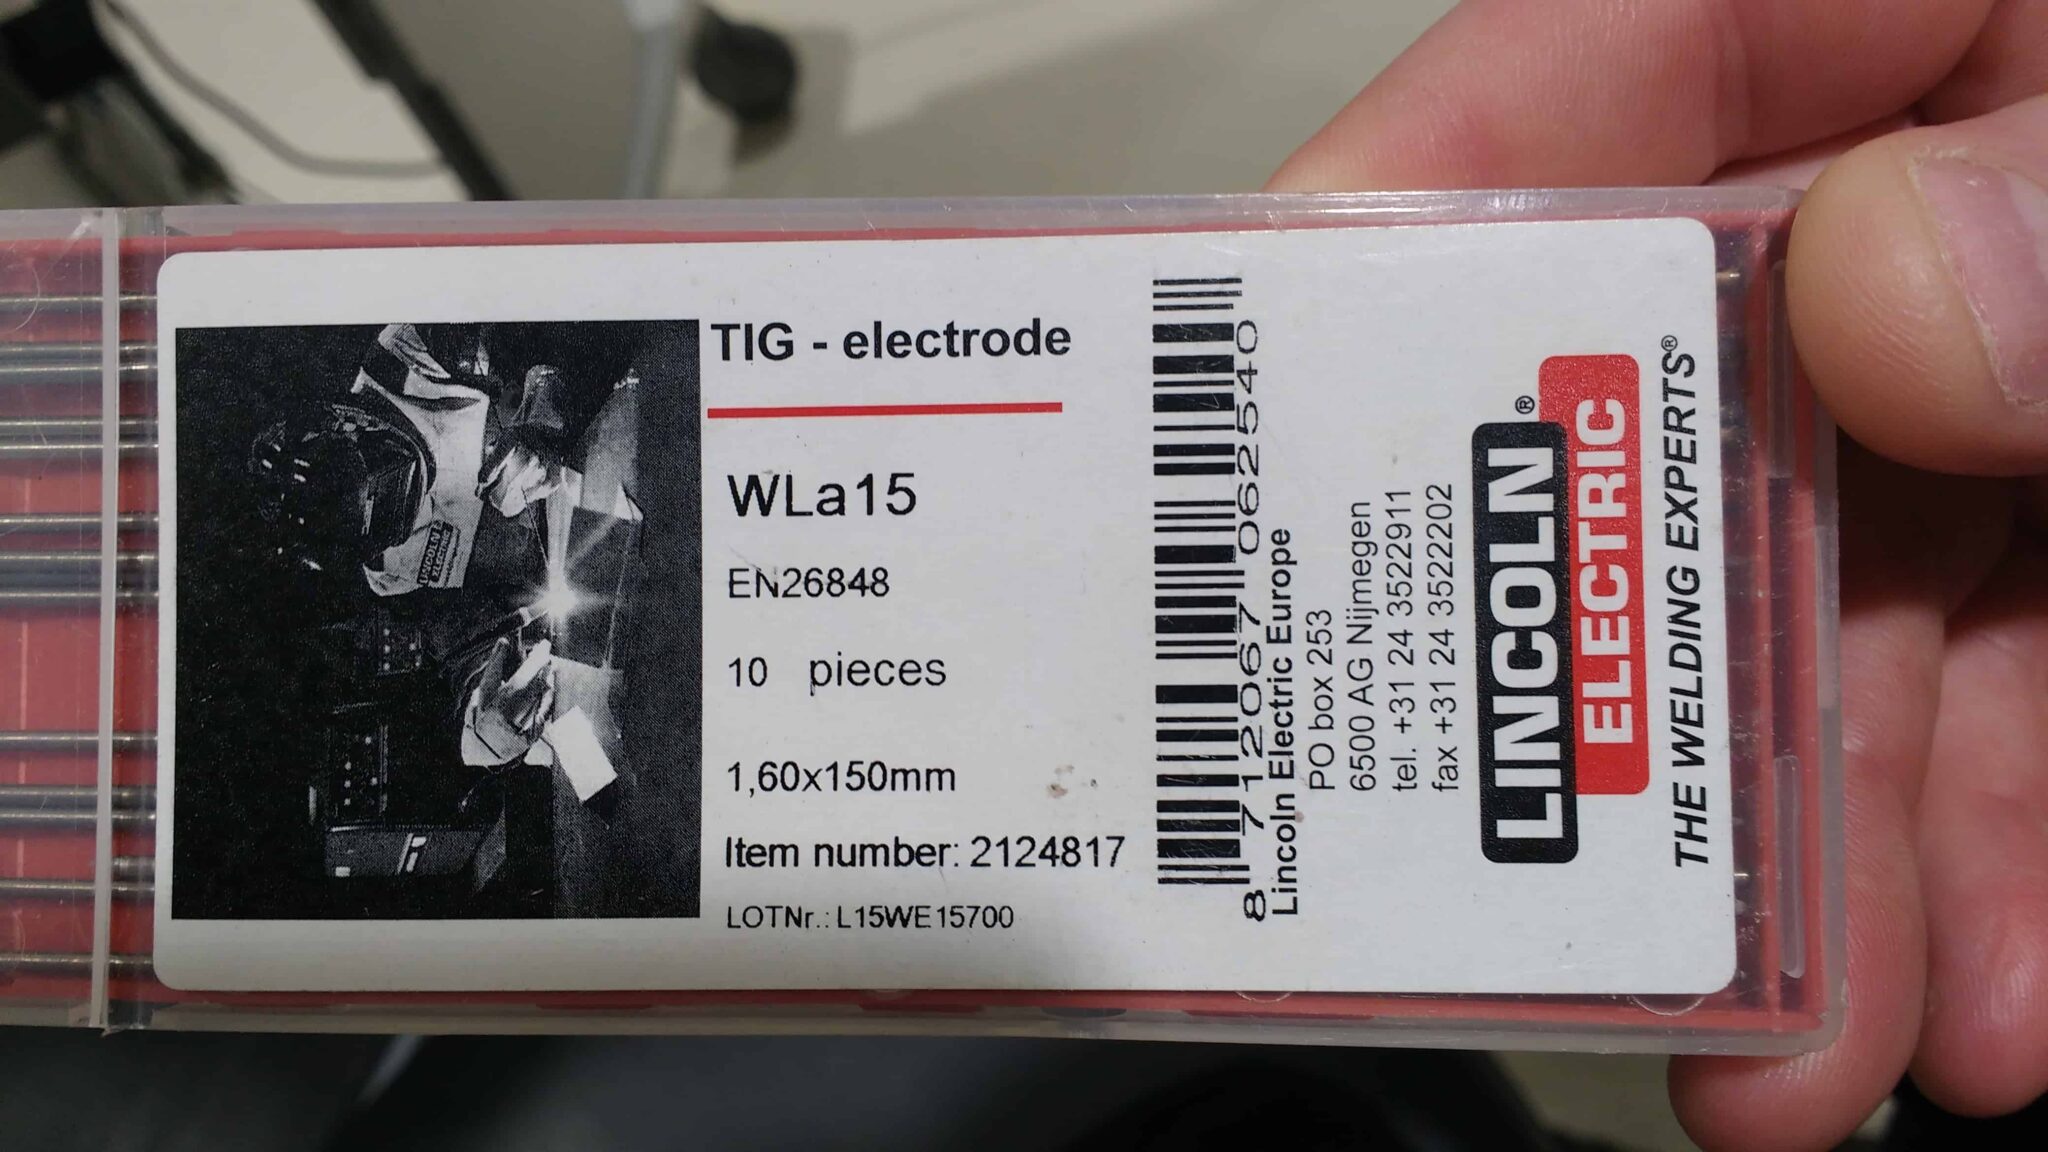 TIG - electrode
WLa15
EN26848
10 pieces
1,60x150mm
Item number: 2124817
LOTNr.: L15WE15700
8 712067 062540
Lincoln Electric Europe
PO box 253
6500 AG Nijmegen
tel. +31 24 3522911
fax +31 24 3522202
LINCOLN®
ELECTRIC
THE WELDING EXPERTS®
LINCOLN
ELECTRIC